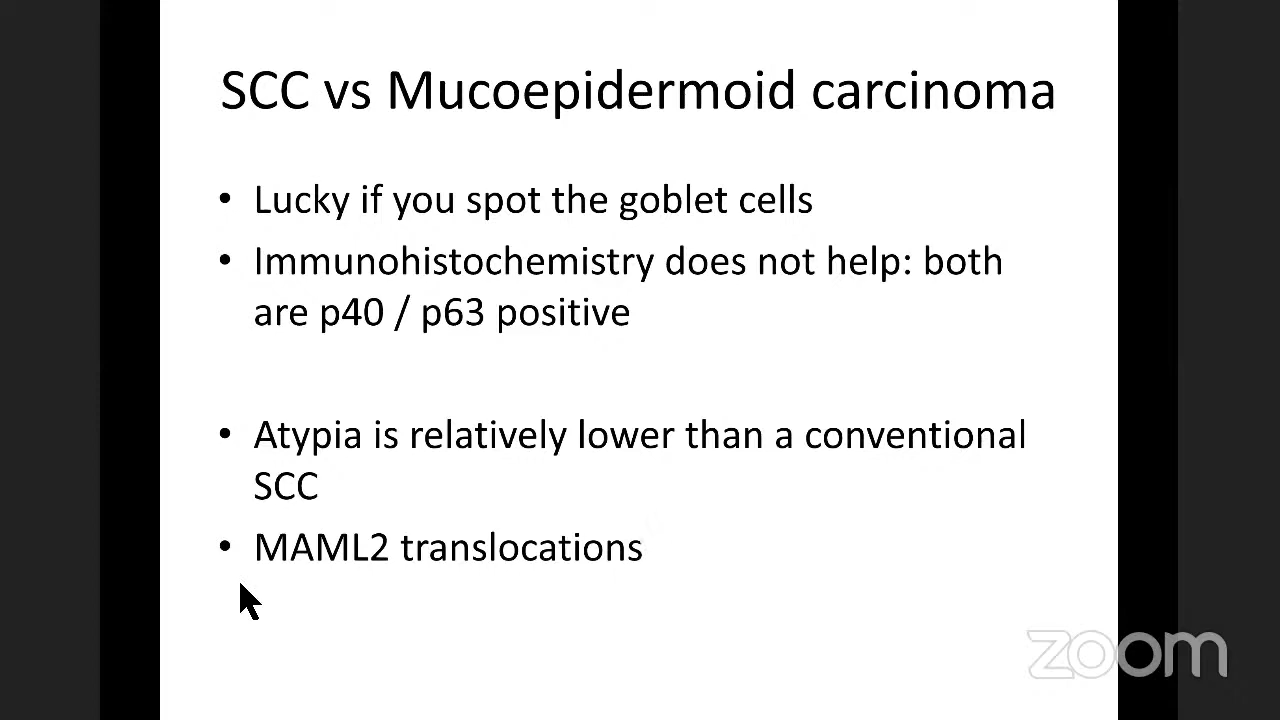 SCC vs Mucoepidermoid carcinoma
• Lucky if you spot the goblet cells
• Immunohistochemistry does not help: both
are p40 / p63 positive
• Atypia is relatively lower than a conventional
SCC
• MAML2 translocations
zoom